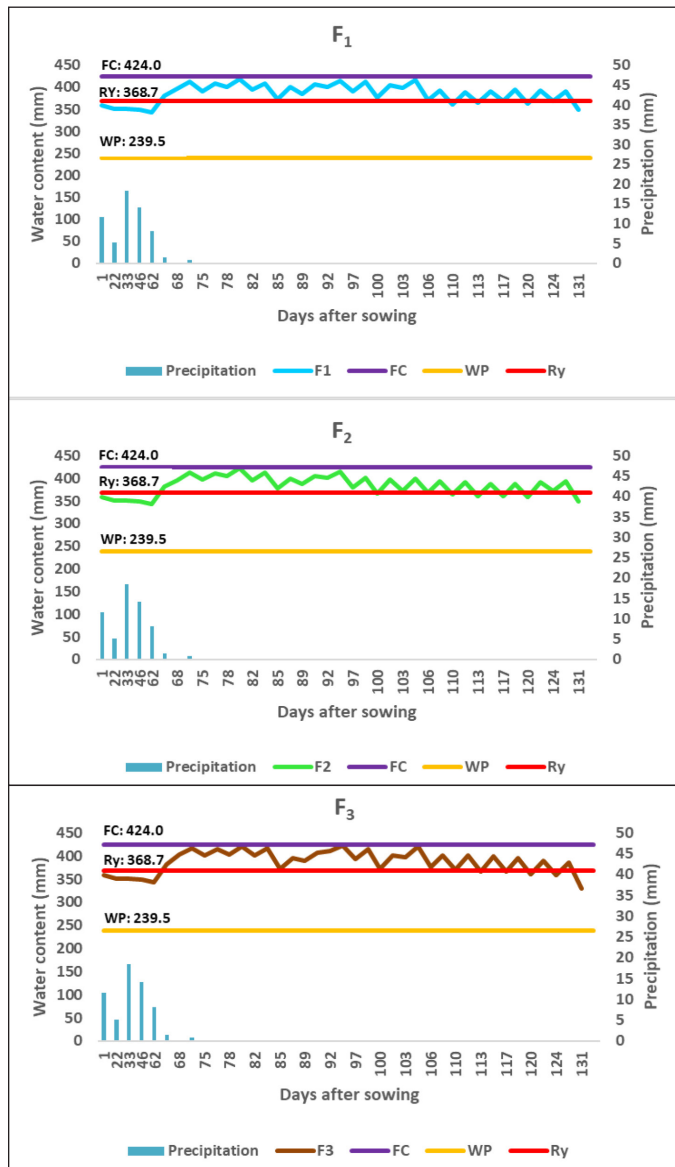 F1
FC: 424.0
RY: 368.7
WP: 239.5
Water content (mm)
450
400
350
300
250
200
150
100
50
0
Precipitation (mm)
50
45
40
35
30
25
20
15
10
5
0
1 22 33 46 62 68 75 78 82 85 89 92 97 100 103 106 110 113 117 120 124 131
Days after sowing
Precipitation F1 FC WP Ry
F2
FC: 424.0
Ry: 368.7
WP: 239.5
Water content (mm)
450
400
350
300
250
200
150
100
50
0
Precipitation (mm)
50
45
40
35
30
25
20
15
10
5
0
1 22 33 46 62 68 75 78 82 85 89 92 97 100 103 106 110 113 117 120 124 131
Days after sowing
Precipitation F2 FC WP Ry
F3
FC: 424.0
Ry: 368.7
WP: 239.5
Water content (mm)
450
400
350
300
250
200
150
100
50
0
Precipitation (mm)
50
45
40
35
30
25
20
15
10
5
0
1 22 33 46 62 68 75 78 82 85 89 92 97 100 103 106 110 113 117 120 124 131
Days after sowing
Precipitation F3 FC WP Ry